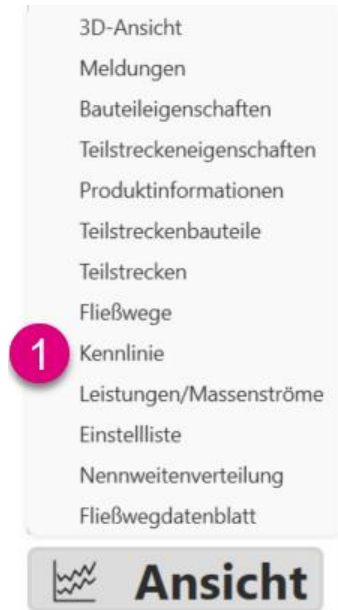 3D-Ansicht
Meldungen
Bauteileigenschaften
Teilstreckeneigenschaften
Produktinformationen
Teilstreckenbauteile
Teilstrecken
Fließwege
1 Kennlinie
Leistungen/Massenströme
Einstellliste
Nennweitenverteilung
Fließwegdatenblatt
Ansicht